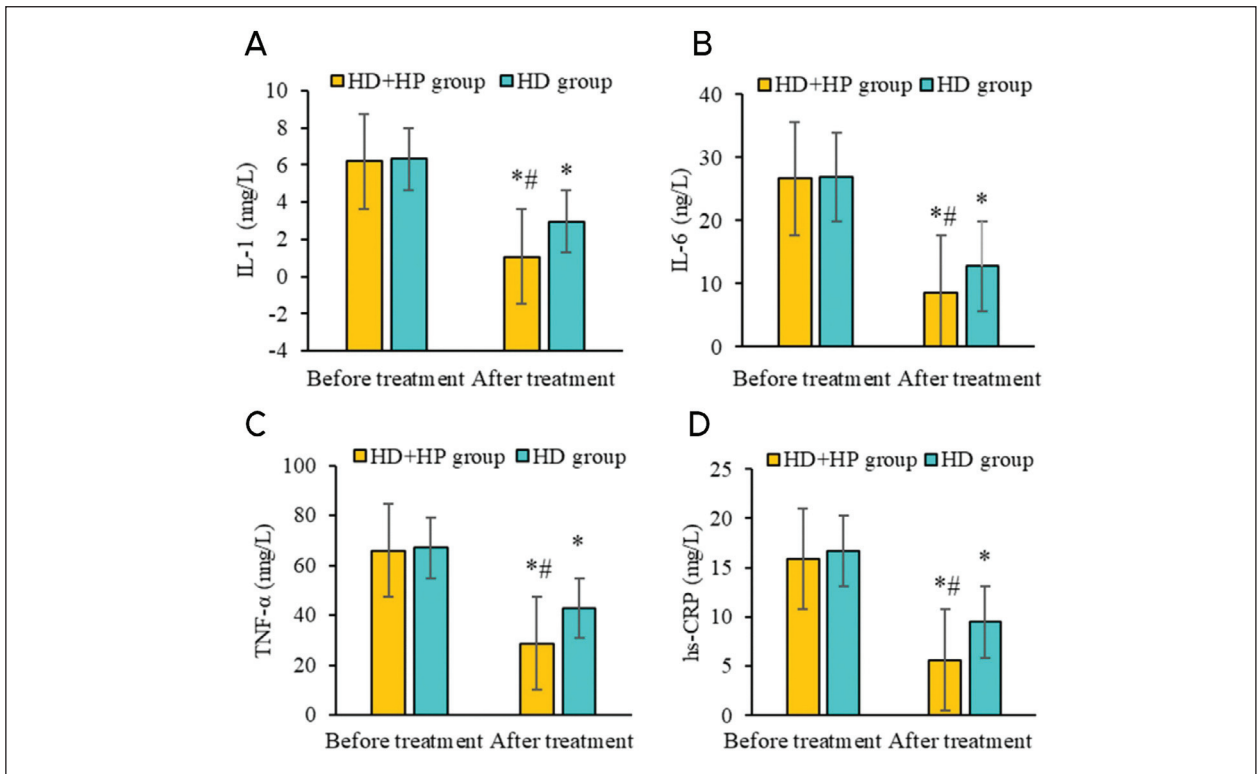 A
HD+HP group HD group
10
8
6
4
2
0
-2
-4
IL-1 (nng/L)
*# *
Before treatment After treatment
B
HD+HP group HD group
40
30
20
10
0
IL-6 (ng/L)
*# *
Before treatment After treatment
C
HD+HP group HD group
100
80
60
40
20
0
TNF-α (nng/L)
*# *
Before treatment After treatment
D
HD+HP group HD group
25
20
15
10
5
0
hs-CRP (mg/L)
*# *
Before treatment After treatment